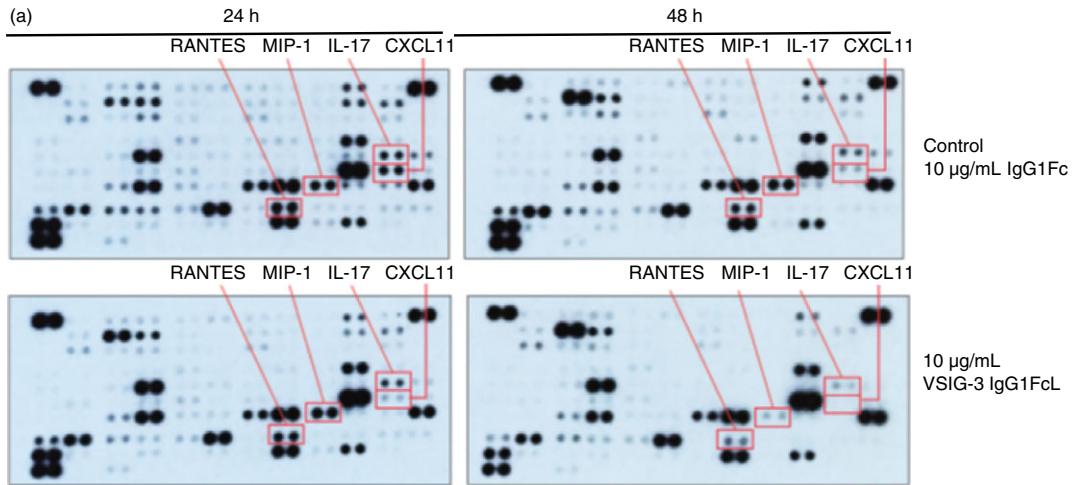 (a)
24 h
48 h
RANTES MIP-1 IL-17 CXCL11
RANTES MIP-1 IL-17 CXCL11
Control
10 µg/mL IgG1Fc
RANTES MIP-1 IL-17 CXCL11
RANTES MIP-1 IL-17 CXCL11
10 µg/mL
VSIG-3 IgG1FcL